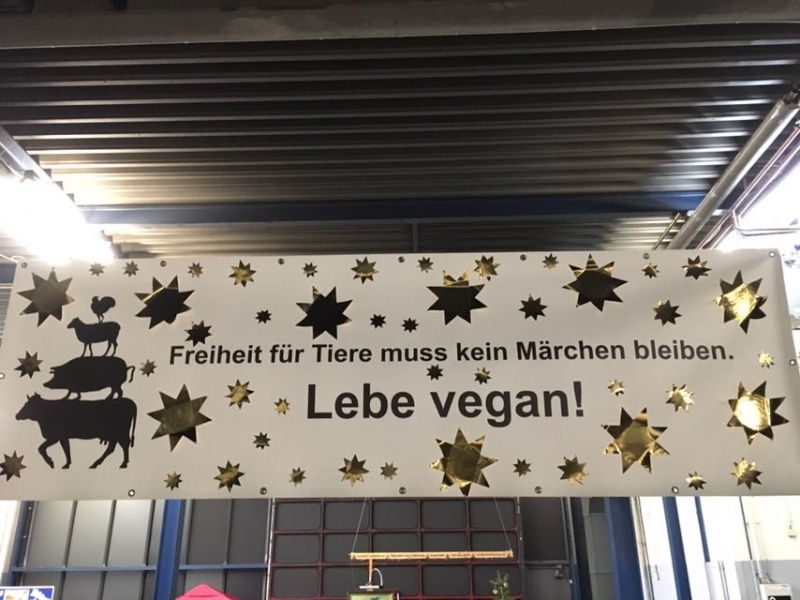 Freiheit für Tiere muss kein Märchen bleiben.
Lebe vegan!